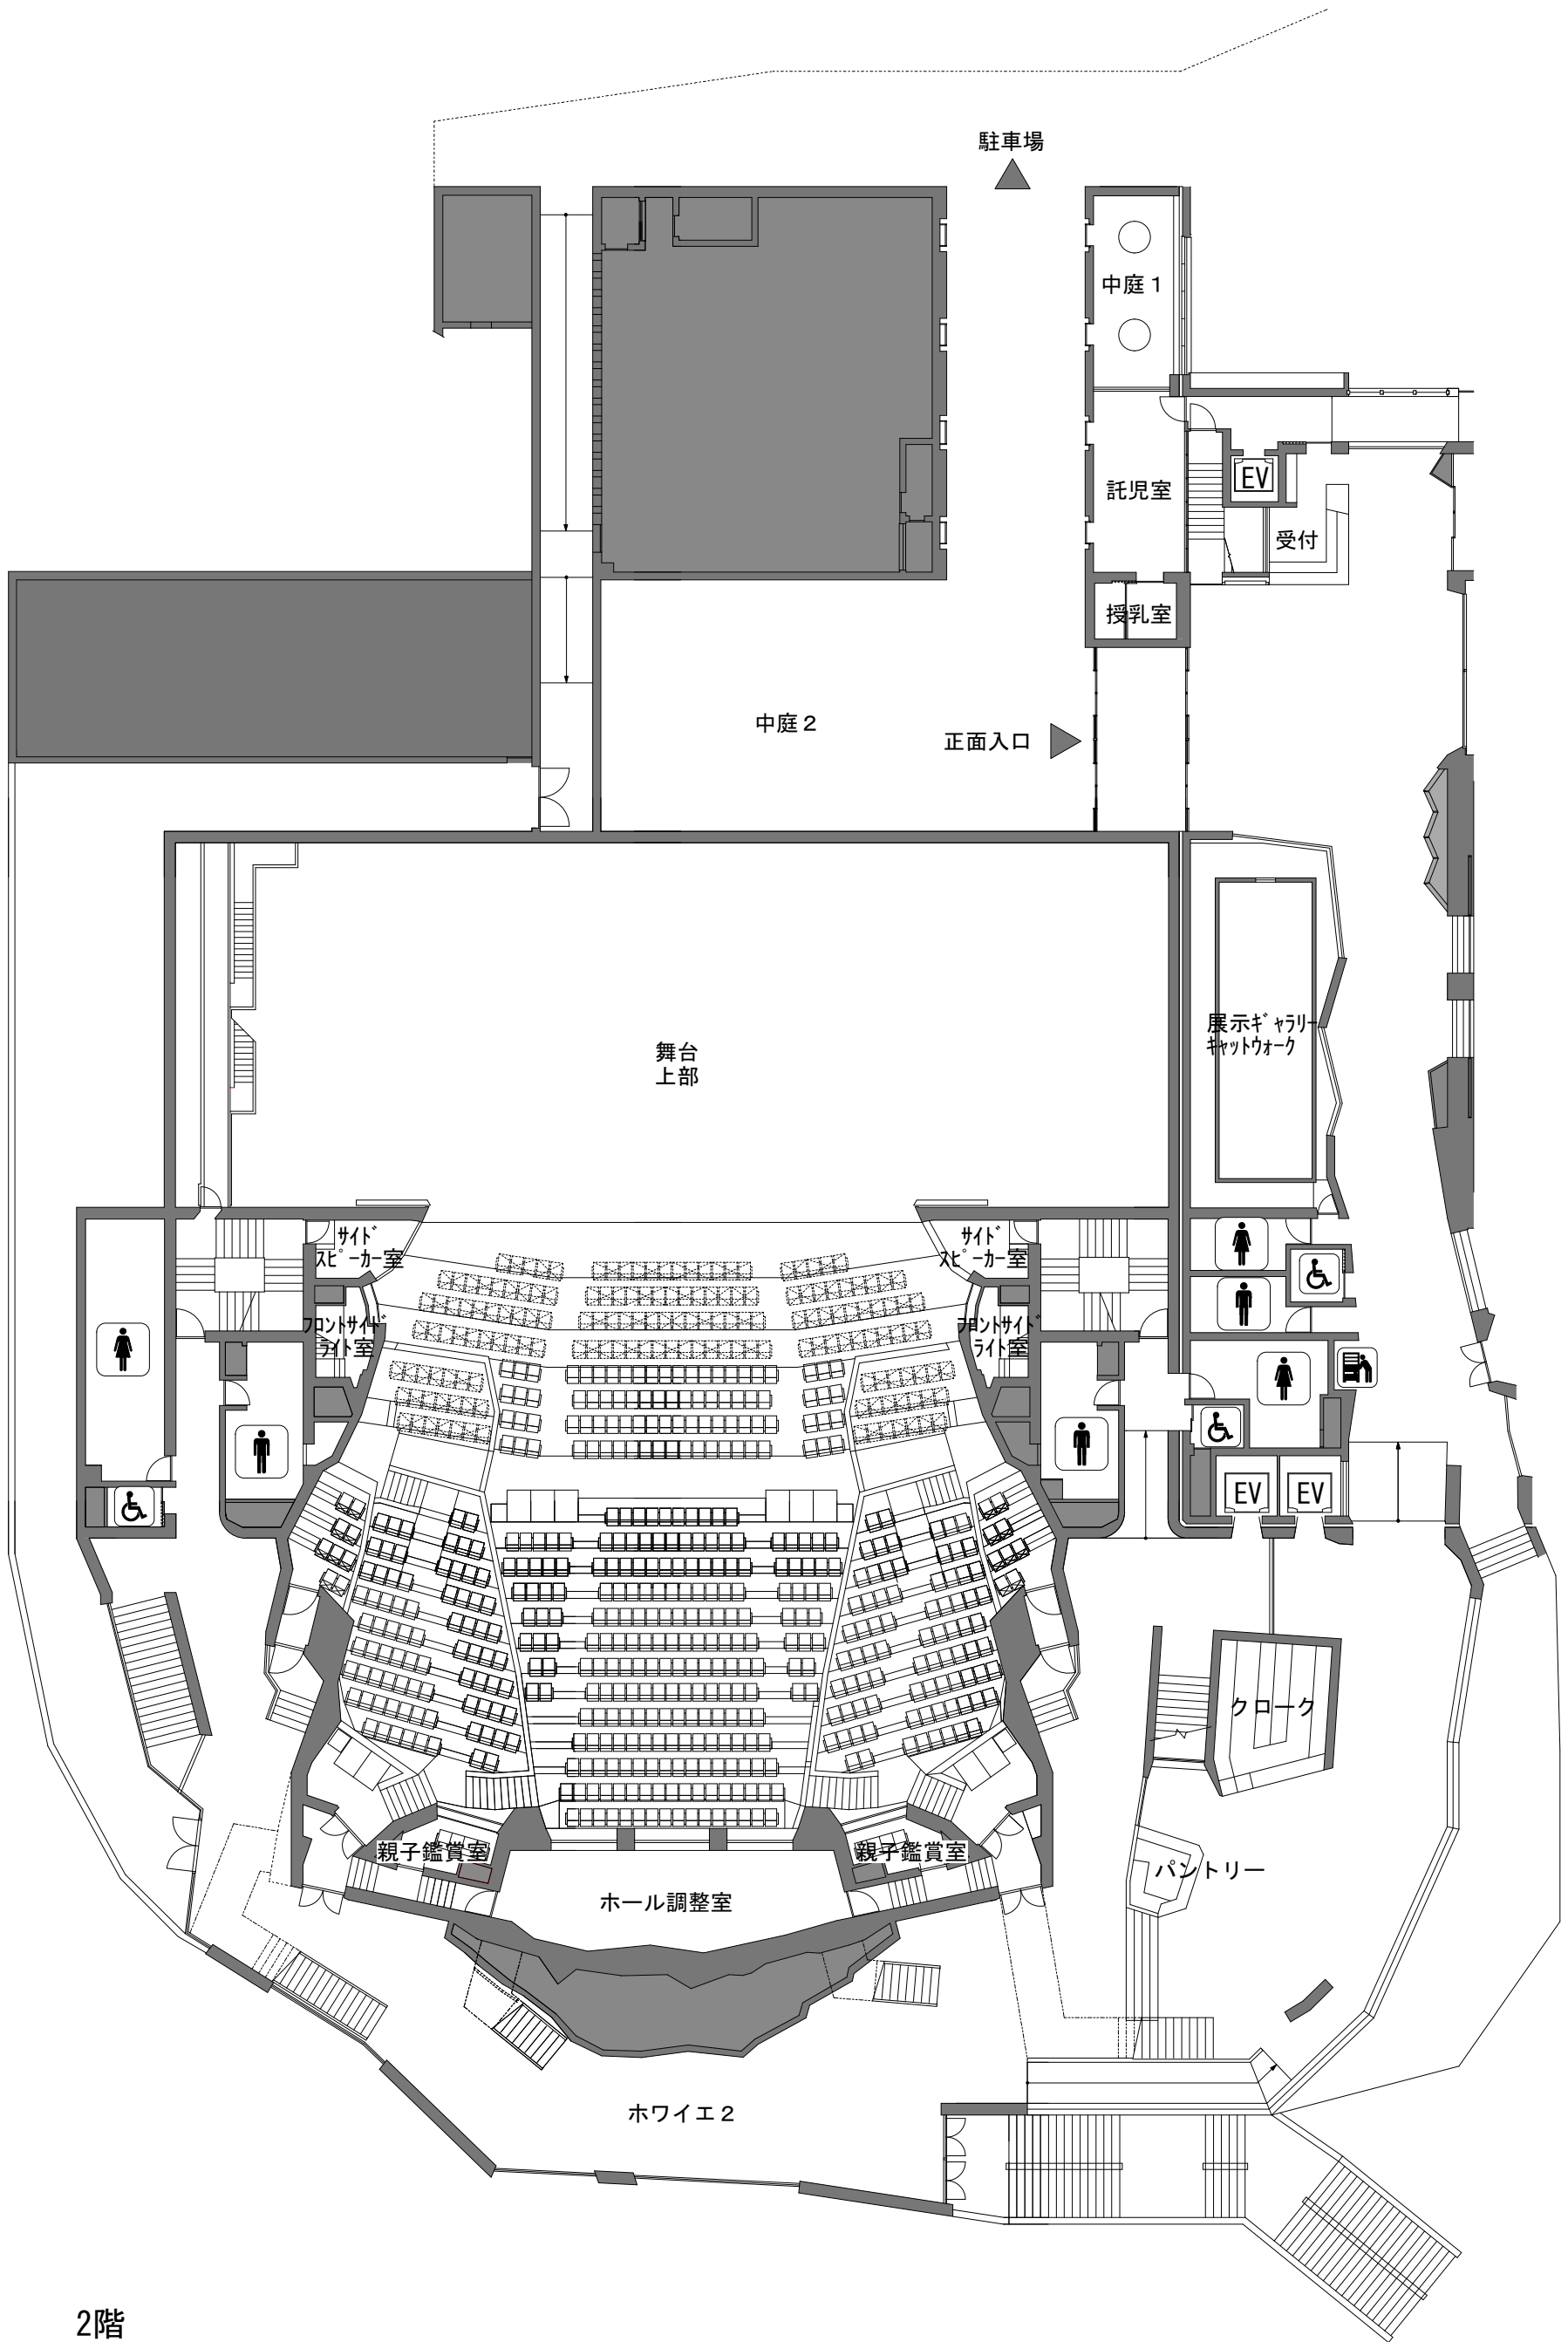 駐車場
中庭１
EV
託児室
受付
授乳室
中庭２
正面入口
展示ギャラリー
キャットウォーク
舞台
上部
サイド
スピーカー室
サイド
スピーカー室
フロントサイド
ライト室
フロントサイド
ライト室
EV
EV
クローク
親子鑑賞室
親子鑑賞室
パントリー
ホール調整室
ホワイエ２
2階